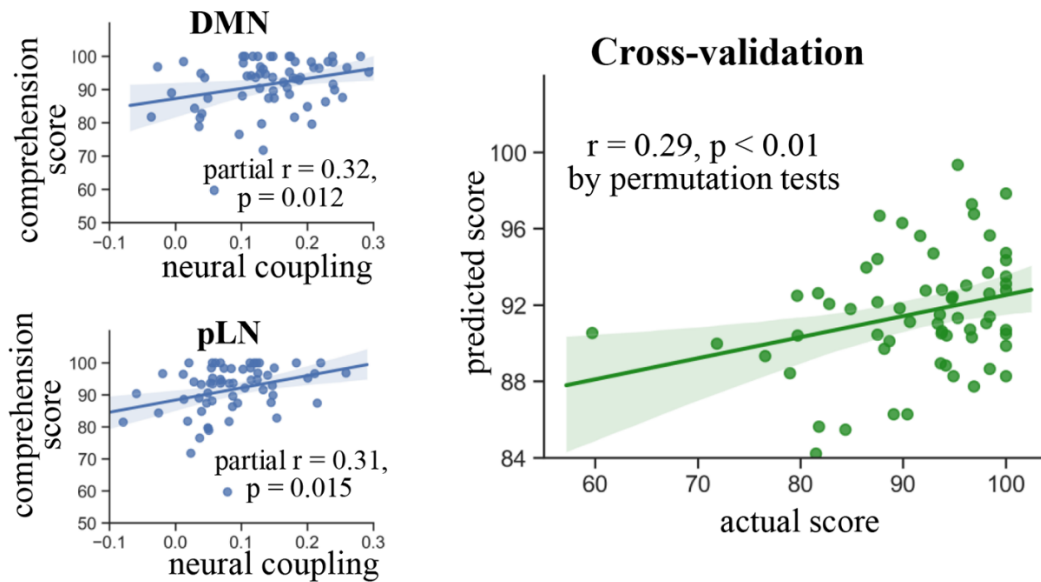 DMN
comprehension
score
100
90
80
70
60
50
partial r = 0.32,
p = 0.012
−0.1 0.0 0.1 0.2 0.3
neural coupling
pLN
comprehension
score
100
90
80
70
60
50
partial r = 0.31,
p = 0.015
−0.1 0.0 0.1 0.2 0.3
neural coupling
Cross-validation
r = 0.29, p < 0.01
by permutation tests
predicted score
100
96
92
88
84
60 70 80 90 100
actual score